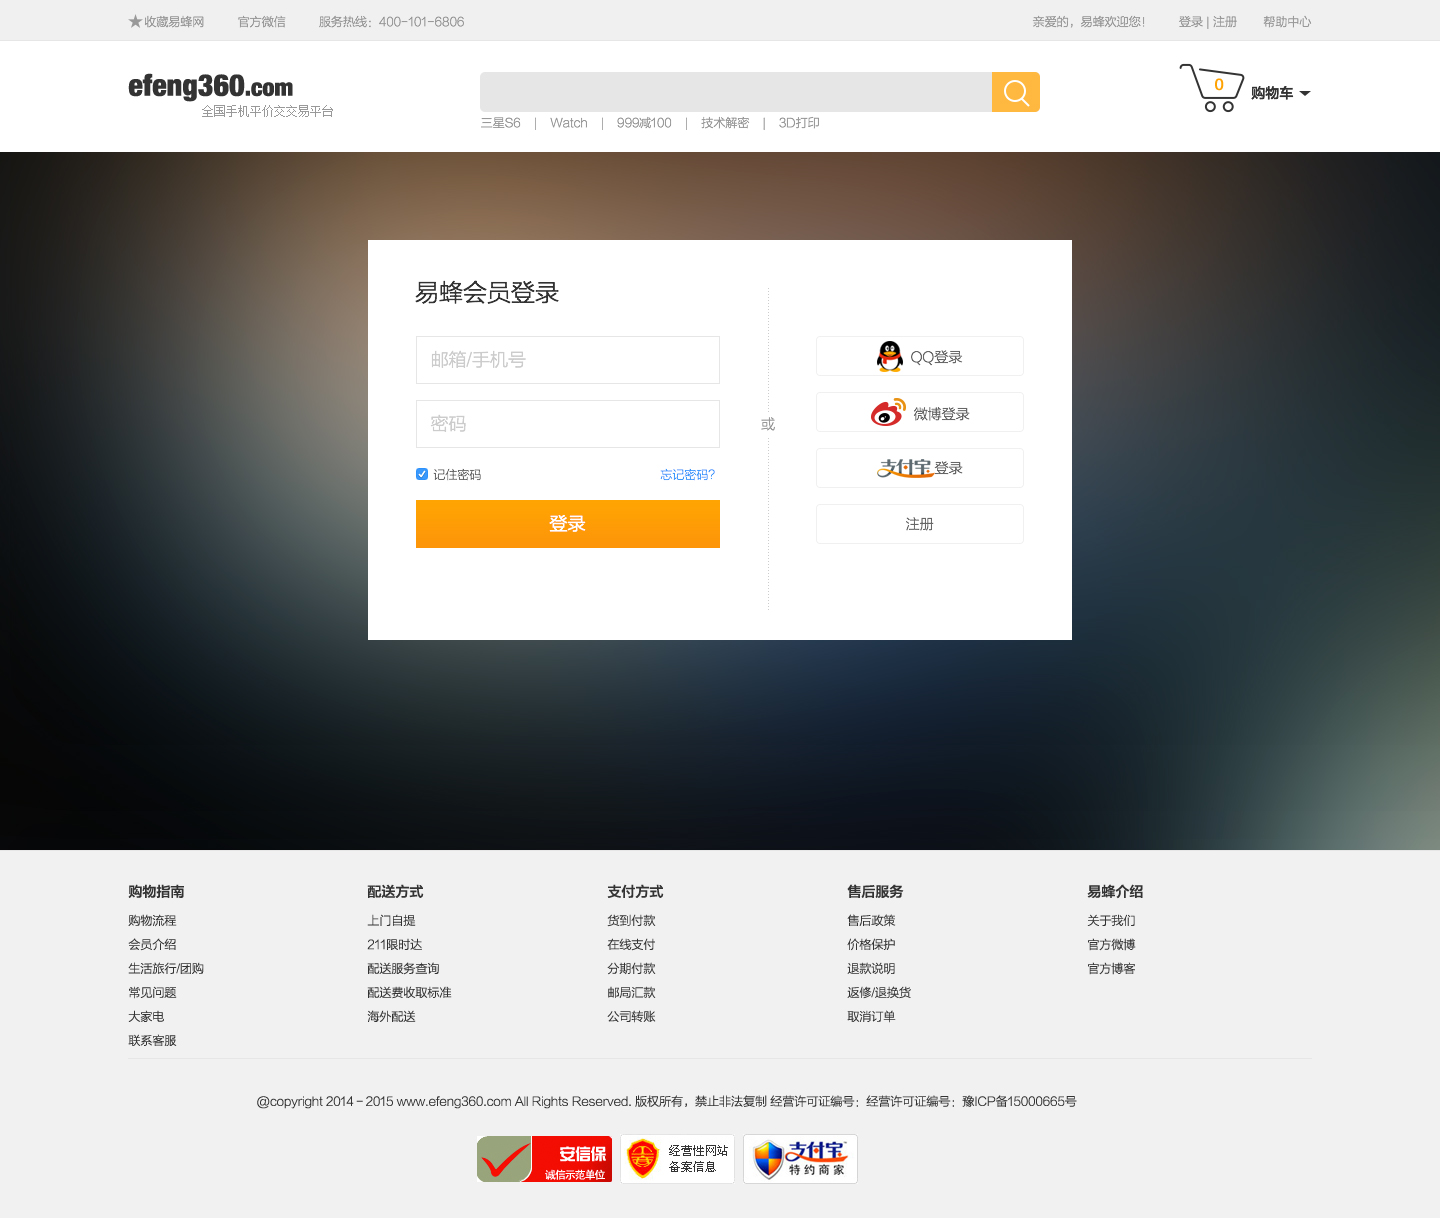 ★收藏易蜂网 官方微信 服务热线：400-101-6806 亲爱的，易蜂欢迎您！ 登录 | 注册 帮助中心
efeng360.com
全国手机平价交交易平台
0 购物车
三星S6 | Watch | 999减100 | 技术解密 | 3D打印
易蜂会员登录
邮箱/手机号
密码
记住密码 忘记密码?
登录
或
QQ登录
微博登录
支付宝登录
注册
购物指南
购物流程
会员介绍
生活旅行/团购
常见问题
大家电
联系客服
配送方式
上门自提
211限时达
配送服务查询
配送费收取标准
海外配送
支付方式
货到付款
在线支付
分期付款
邮局汇款
公司转账
售后服务
售后政策
价格保护
退款说明
返修/退换货
取消订单
易蜂介绍
关于我们
官方微博
官方博客
@copyright 2014-2015 www.efeng360.com All Rights Reserved. 版权所有，禁止非法复制 经营许可证编号：经营许可证编号：豫ICP备15000665号
安信保
诚信示范单位
经营性网站
备案信息
支付宝
特约商家